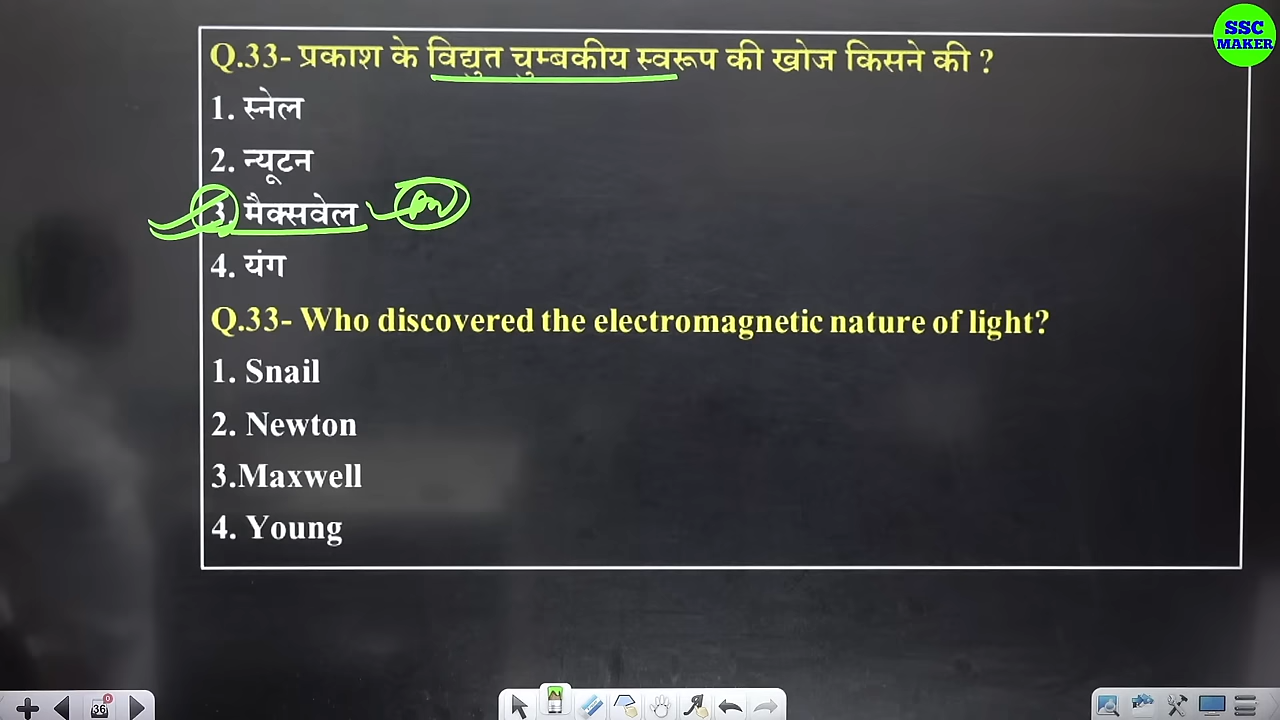 SSC
MAKER
Q.33- प्रकाश के विद्युत चुम्बकीय स्वरूप की खोज किसने की ?
1. स्नेल
2. न्यूटन
3. मैक्सवेल
4. यंग
Q.33- Who discovered the electromagnetic nature of light?
1. Snail
2. Newton
3.Maxwell
4. Young
36